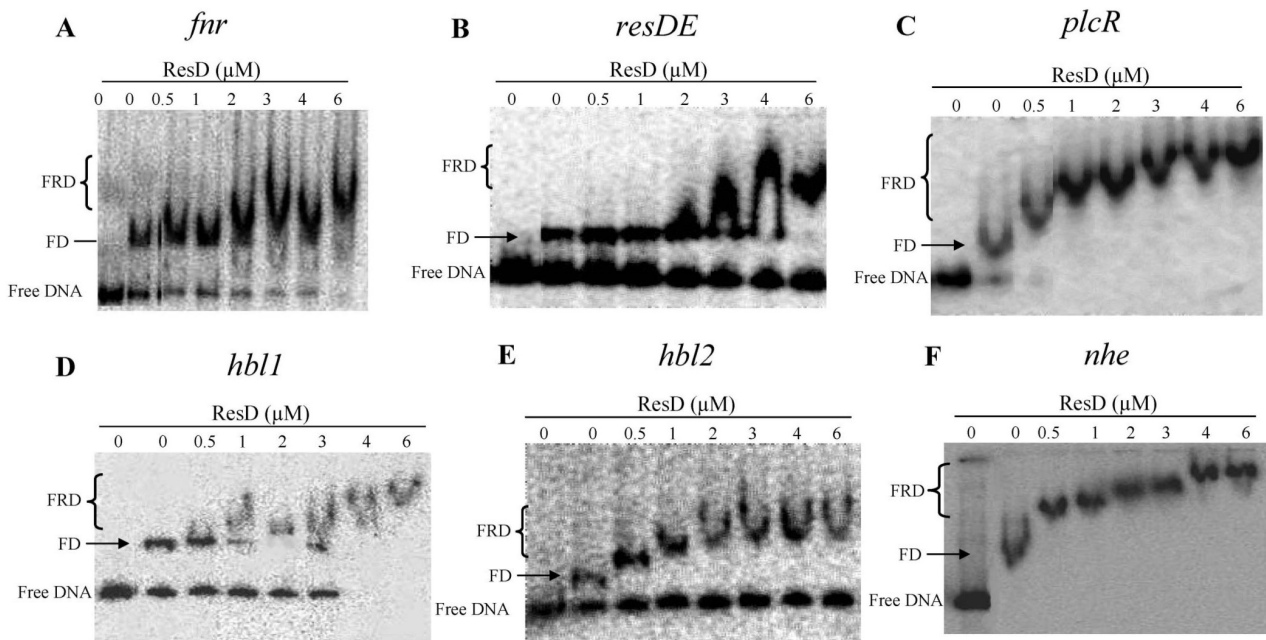 A fnr
ResD (µM)
0 0 0.5 1 2 3 4 6
FRD
FD
Free DNA
B resDE
ResD (µM)
0 0 0.5 1 2 3 4 6
FRD
FD
Free DNA
C plcR
ResD (µM)
0 0 0.5 1 2 3 4 6
FRD
FD
Free DNA
D hbl1
ResD (µM)
0 0 0.5 1 2 3 4 6
FRD
FD
Free DNA
E hbl2
ResD (µM)
0 0 0.5 1 2 3 4 6
FRD
FD
Free DNA
F nhe
ResD (µM)
0 0 0.5 1 2 3 4 6
FRD
FD
Free DNA